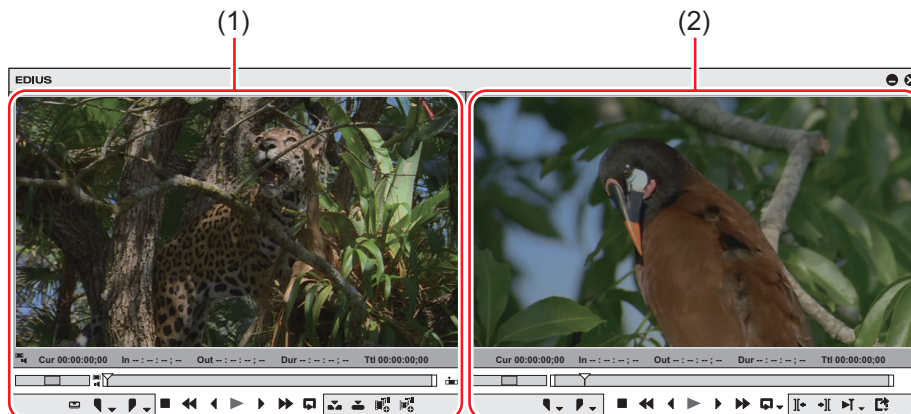 (1) (2)
EDIUS
Cur 00:00:00;00 In -- : -- : -- ; -- Out -- : -- : -- ; -- Dur -- : -- : -- ; -- Ttl 00:00:00;00 Cur 00:00:00;00 In -- : -- : -- ; -- Out -- : -- : -- ; -- Dur -- : -- : -- ; -- Ttl 00:00:00;00